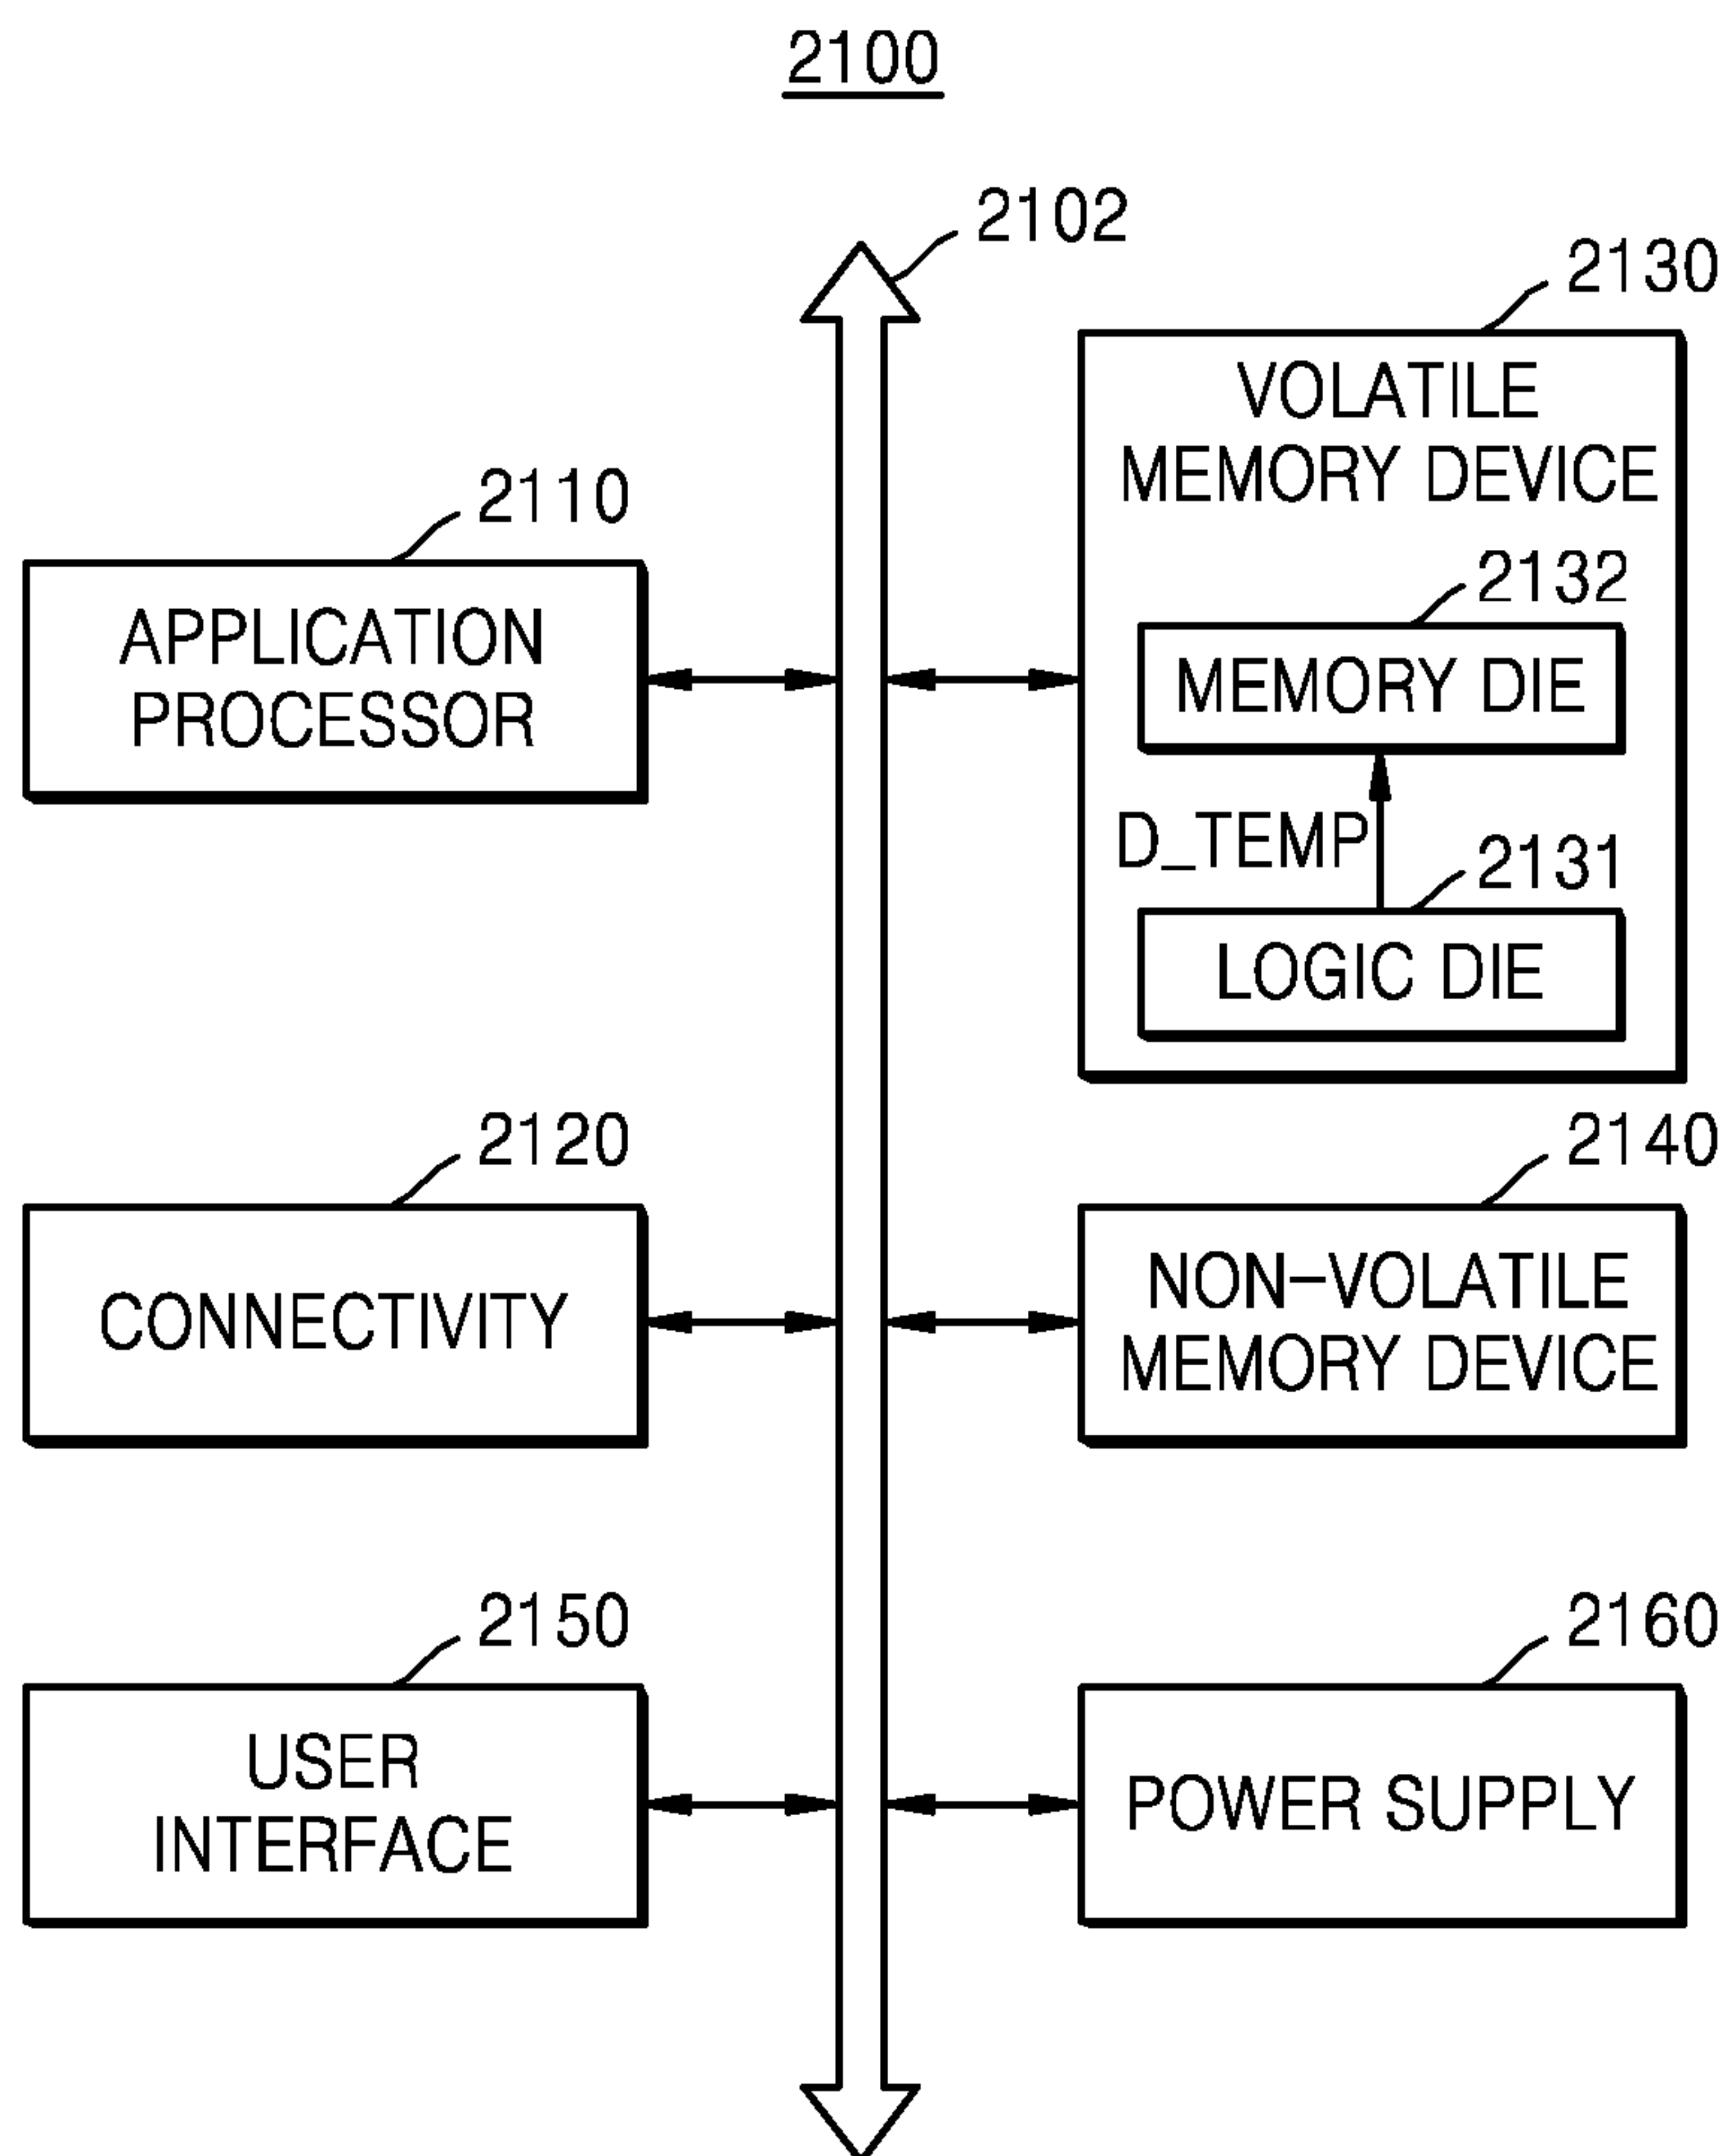 2100
2102
2130
VOLATILE
MEMORY DEVICE
2110
APPLICATION
PROCESSOR
2132
MEMORY DIE
D_TEMP
2131
LOGIC DIE
2120
CONNECTIVITY
2140
NON-VOLATILE
MEMORY DEVICE
2150
USER
INTERFACE
2160
POWER SUPPLY